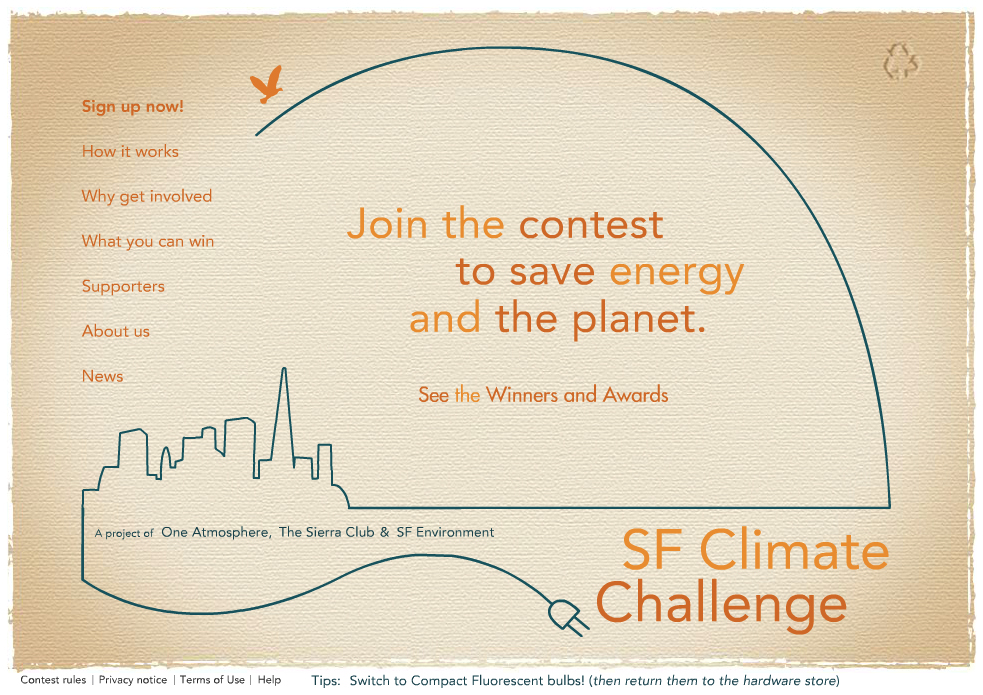 Sign up now!
How it works
Why get involved
What you can win
Supporters
About us
News
Join the contest
to save energy
and the planet.
See the Winners and Awards
A project of One Atmosphere, The Sierra Club & SF Environment
SF Climate
Challenge
Contest rules | Privacy notice | Terms of Use | Help
Tips: Switch to Compact Fluorescent bulbs! (then return them to the hardware store)